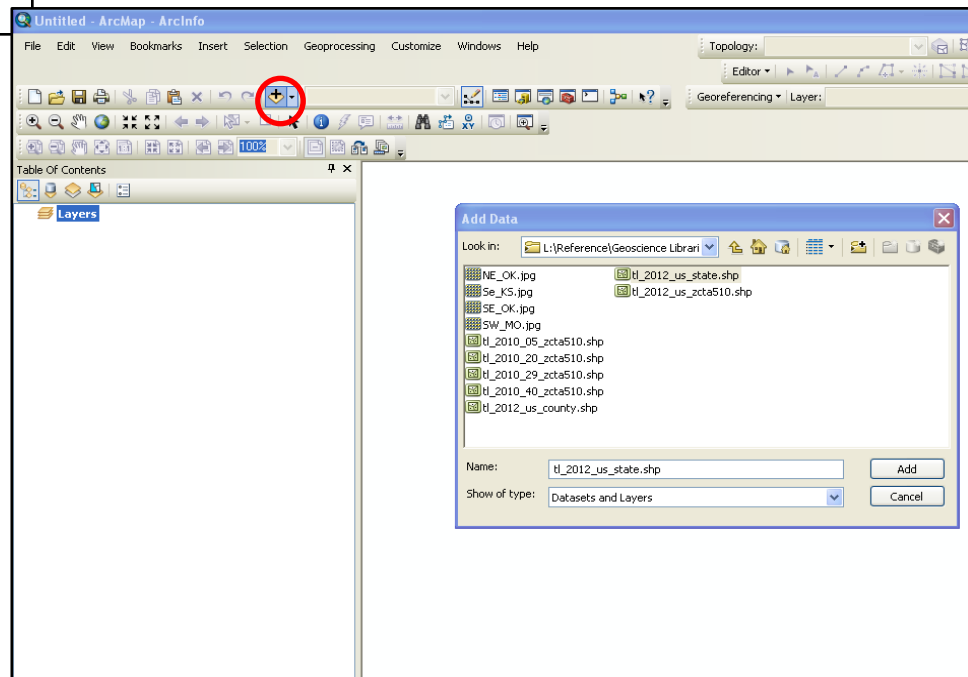 Untitled - ArcMap - ArcInfo
File Edit View Bookmarks Insert Selection Geoprocessing Customize Windows Help
Topology:
Editor
Georeferencing Layer:
100%
Table Of Contents
Layers
Add Data
Look in: L:\Reference\Geoscience Librari
NE_OK.jpg
Se_KS.jpg
SE_OK.jpg
SW_MO.jpg
tl_2010_05_zcta510.shp
tl_2010_20_zcta510.shp
tl_2010_29_zcta510.shp
tl_2010_40_zcta510.shp
tl_2012_us_county.shp
tl_2012_us_state.shp
tl_2012_us_zcta510.shp
Name: tl_2012_us_state.shp Add
Show of type: Datasets and Layers Cancel